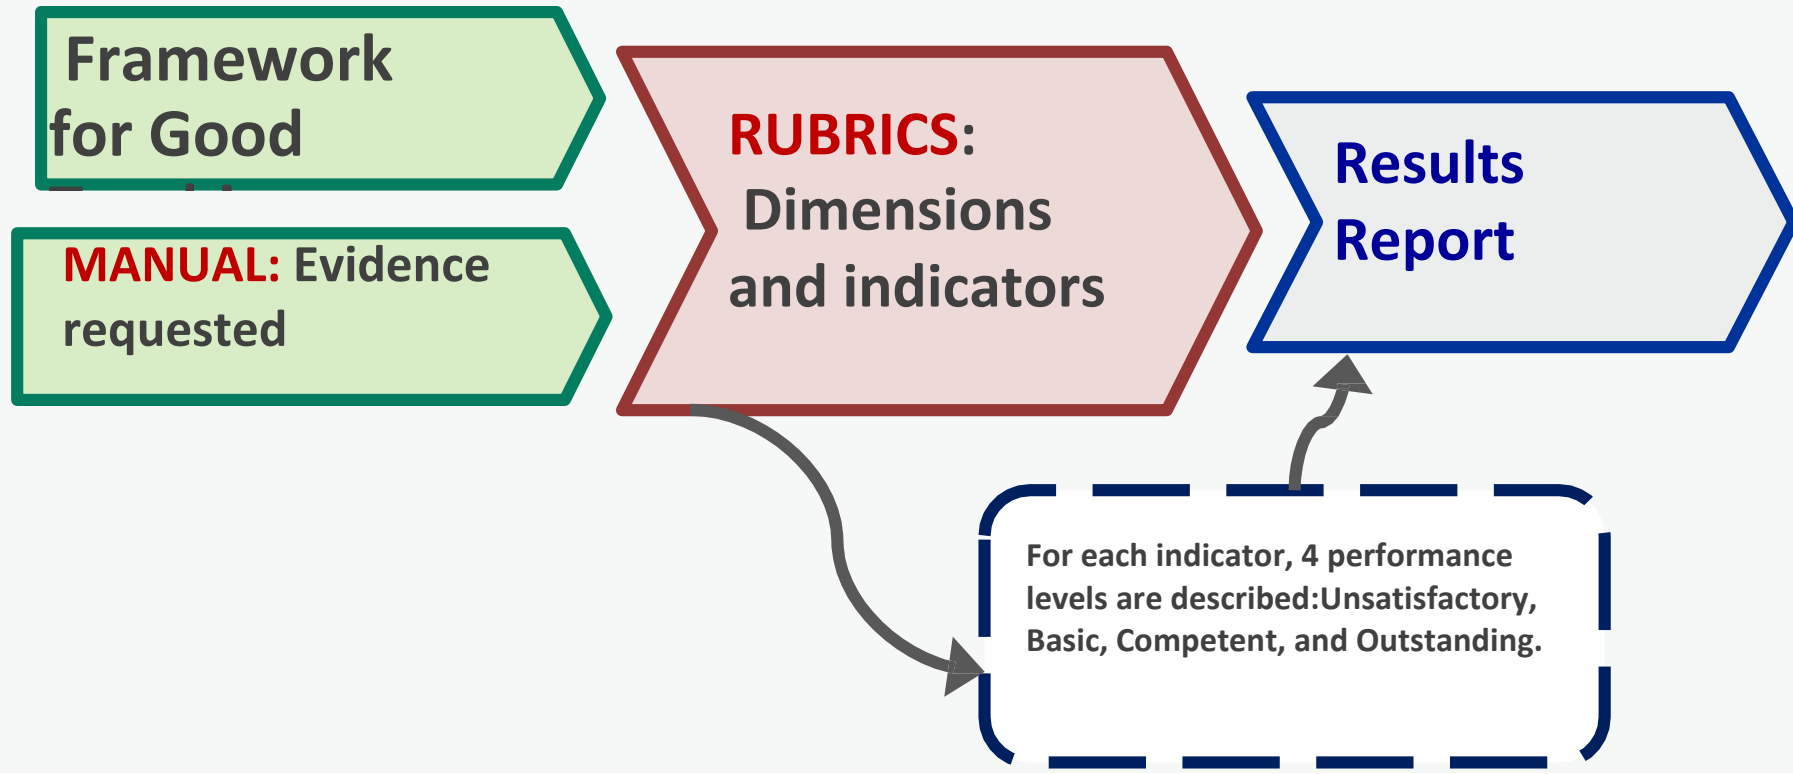 Framework
for Good
MANUAL: Evidence
requested
RUBRICS:
Dimensions
and indicators
Results
Report
For each indicator, 4 performance
levels are described:Unsatisfactory,
Basic, Competent, and Outstanding.